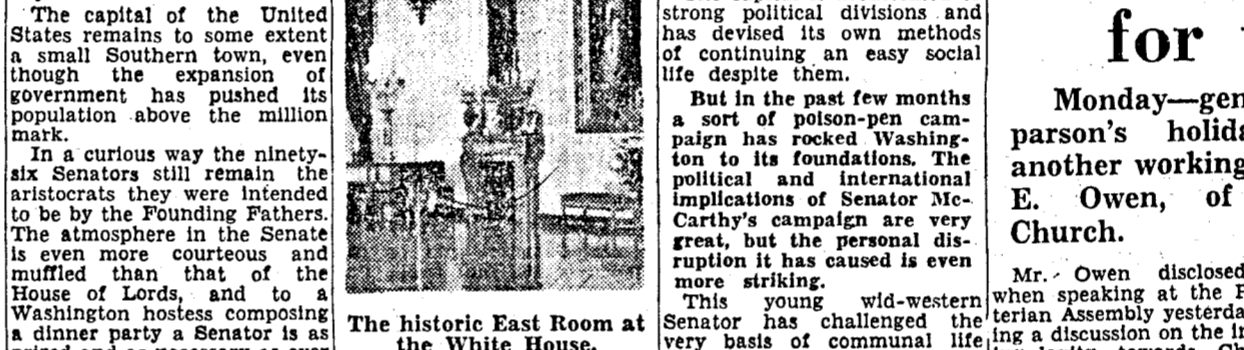 The capital of the United
States remains to some extent
a small Southern town, even
though the expansion of
government has pushed its
population above the million
mark.
In a curious way the ninety-
six Senators still remain the
aristocrats they were intended
to be by the Founding Fathers.
The atmosphere in the Senate
is even more courteous and
muffled than that of the
House of Lords, and to a
Washington hostess composing
a dinner party a Senator is as
The historic East Room at
the White House.
strong political divisions and
has devised its own methods
of continuing an easy social
life despite them.
But in the past few months
a sort of poison-pen cam-
paign has rocked Washing-
ton to its foundations. The
political and international
implications of Senator Mc-
Carthy's campaign are very
great, but the personal dis-
ruption it has caused is even
more striking.
This young wid-western
Senator has challenged the
very basis of communal life
for
Monday—gen
parson's holida
another working
E. Owen, of
Church.
Mr. Owen disclosed
when speaking at the
terian Assembly yesterda
ing a discussion on the